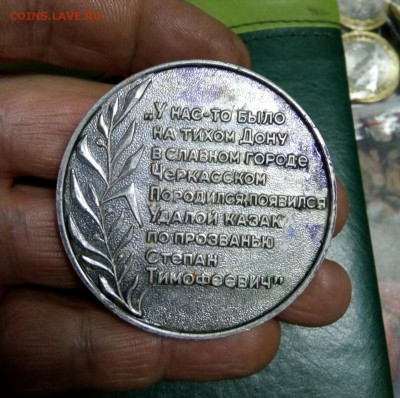 COINS.LAVE.RU
„У НАС-ТО БЫЛО
НА ТИХОМ ДОНУ
В СЛАВНОМ ГОРОДЕ
ЧЕРКАССКОМ
ПОРОДИЛСЯ, ПОЯВИЛСЯ
УДАЛОЙ КАЗАК
ПО ПРОЗВАНЬЮ
СТЕПАН
ТИМОФЕЕВИЧ"